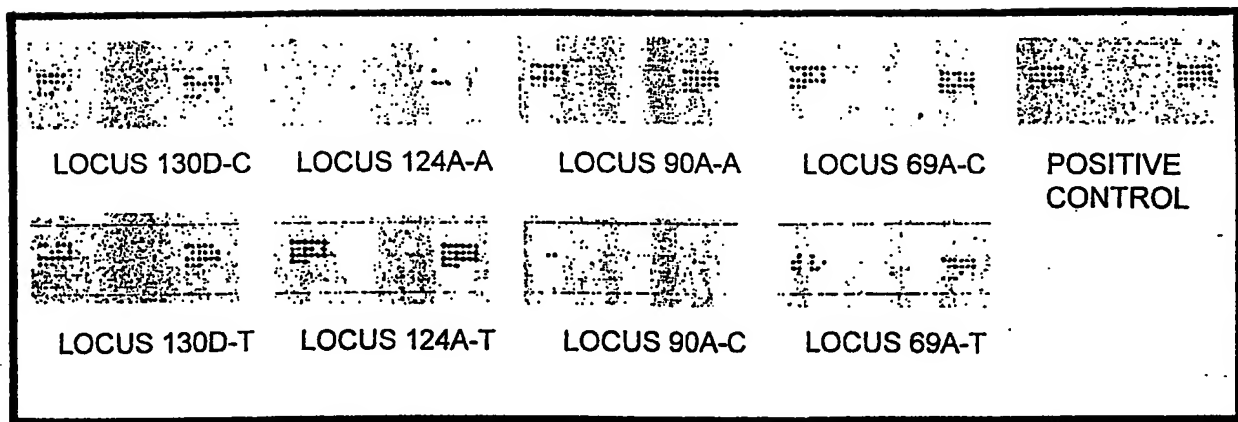 LOCUS 130D-C LOCUS 124A-A LOCUS 90A-A LOCUS 69A-C POSITIVE
CONTROL
LOCUS 130D-T LOCUS 124A-T LOCUS 90A-C LOCUS 69A-T